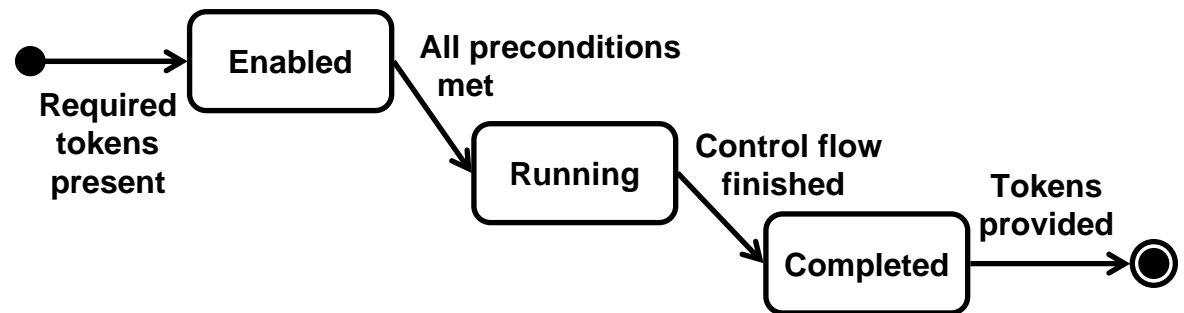 Enabled
All preconditions
met
Required
tokens
present
Running
Control flow
finished
Tokens
provided
Completed